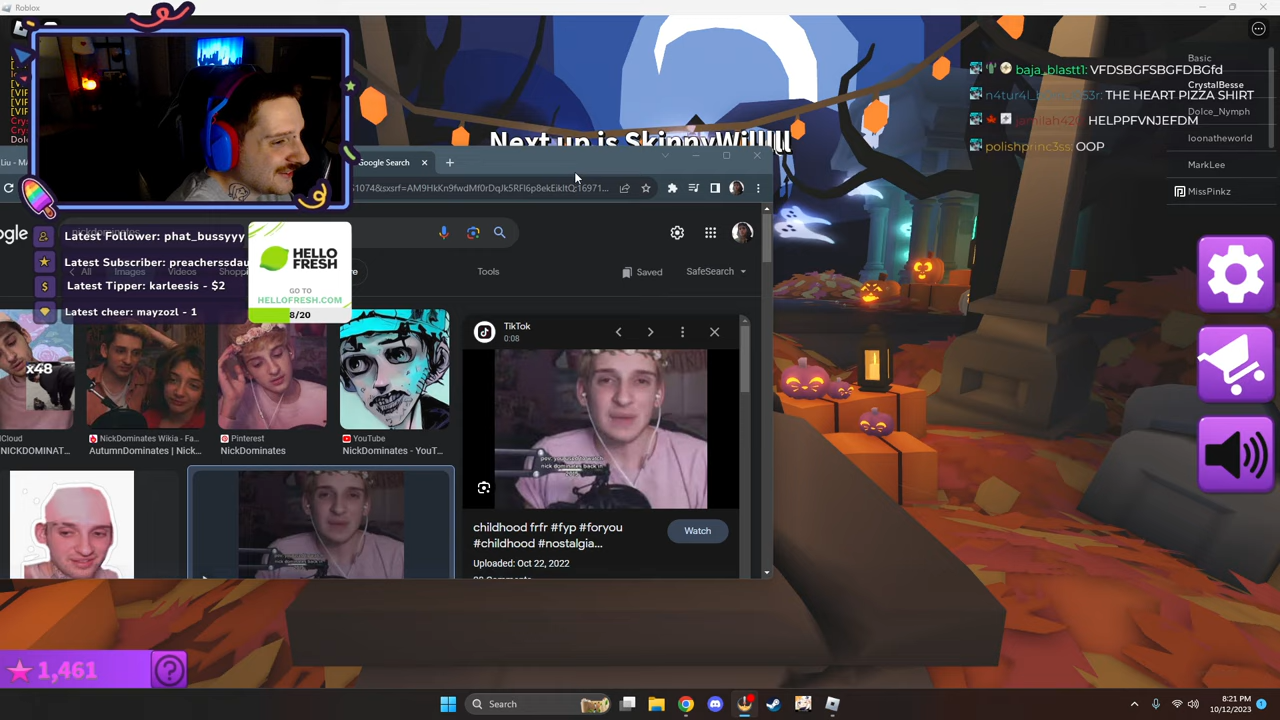 Roblox
Next up is SkinnyWilll
Basic
CrystalBesse
Dolce_Nymph
loonatheworld
MarkLee
MissPinkz
baja_blastt1: VFDSBGFSBGFDBGfd
THE HEART PIZZA SHIRT
HELPPFVNJEFDM
polishprinc3ss: OOP
Google Search
Latest Follower: phat_bussyyy
Latest Subscriber: preacherssdau
Latest Tipper: karleesis - $2
Latest cheer: mayzozl - 1
HELLO
FRESH
GO TO
HELLOFRESH.COM
8/20
All
Images
Videos
Tools
Saved
SafeSearch
x48
NickDominates Wikia - Fa...
AutumnDominates | Nick...
Pinterest
NickDominates
YouTube
NickDominates - YouT...
TikTok
0:08
childhood frfr #fyp #foryou
#childhood #nostalgia...
Watch
Uploaded: Oct 22, 2022
1,461
?
Search
8:21 PM
10/12/2023